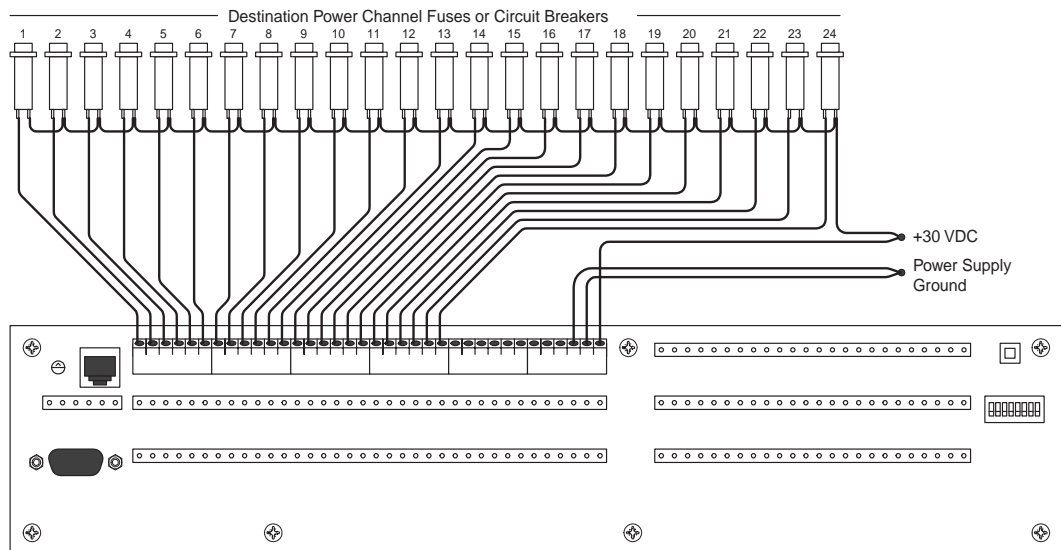 Destination Power Channel Fuses or Circuit Breakers
1 2 3 4 5 6 7 8 9 10 11 12 13 14 15 16 17 18 19 20 21 22 23 24
+30 VDC
Power Supply
Ground